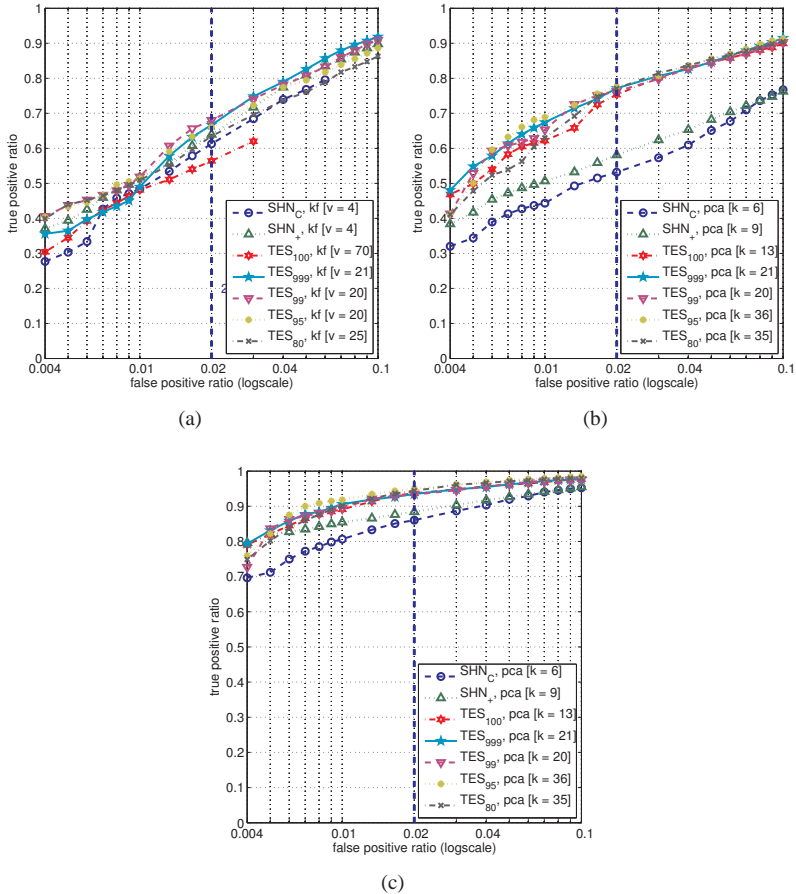 1
0.9
0.8
0.7
0.6
0.5
0.4
0.3
0.2
0.1
0
true positive ratio
0.004 0.01 0.02 0.04 0.1
false positive ratio (logscale)
2
SHN_C, kf [v = 4]
SHN_+, kf [v = 4]
TES_100, kf [v = 70]
TES_999, kf [v = 21]
TES_99, kf [v = 20]
TES_95, kf [v = 20]
TES_80, kf [v = 25]
(a)
1
0.9
0.8
0.7
0.6
0.5
0.4
0.3
0.2
0.1
0
true positive ratio
0.004 0.01 0.02 0.04 0.1
false positive ratio (logscale)
SHN_C, pca [k = 6]
SHN_+, pca [k = 9]
TES_100, pca [k = 13]
TES_999, pca [k = 21]
TES_99, pca [k = 20]
TES_95, pca [k = 36]
TES_80, pca [k = 35]
(b)
1
0.9
0.8
0.7
0.6
0.5
0.4
0.3
0.2
0.1
0
true positive ratio
0.004 0.01 0.02 0.04 0.1
false positive ratio (logscale)
SHN_C, pca [k = 6]
SHN_+, pca [k = 9]
TES_100, pca [k = 13]
TES_999, pca [k = 21]
TES_99, pca [k = 20]
TES_95, pca [k = 36]
TES_80, pca [k = 35]
(c)